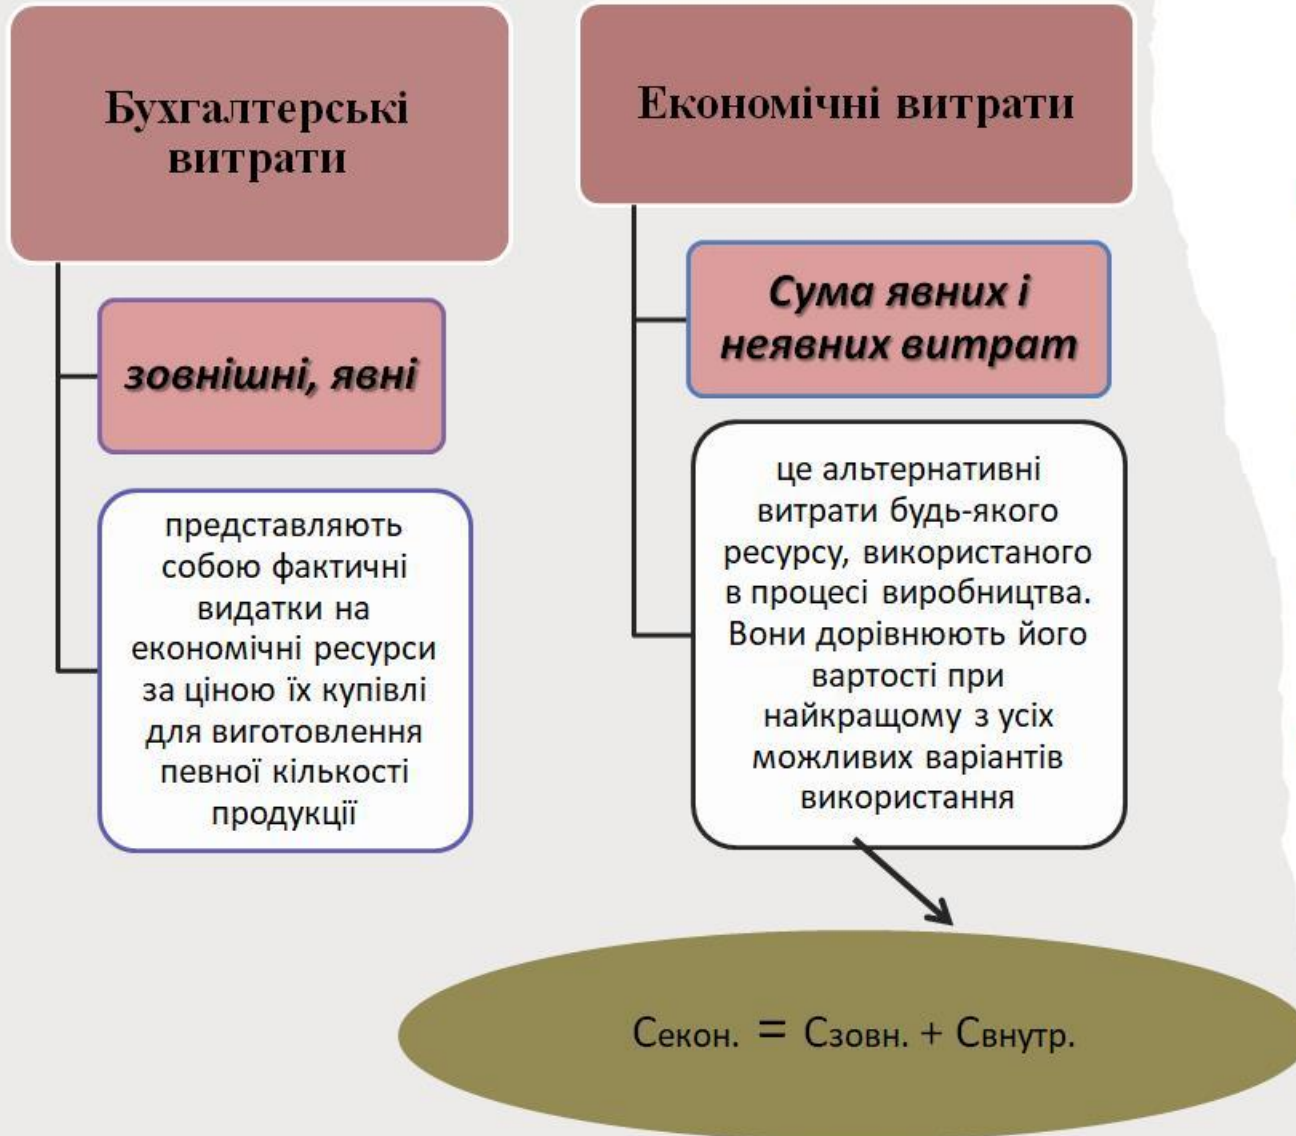 Бухгалтерські
витрати
зовнішні, явні
представляють
собою фактичні
видатки на
економічні ресурси
за ціною їх купівлі
для виготовлення
певної кількості
продукції
Економічні витрати
Сума явних і
неявних витрат
це альтернативні
витрати будь-якого
ресурсу, використаного
в процесі виробництва.
Вони дорівнюють його
вартості при
найкращому з усіх
можливих варіантів
використання
Секон. = Сзовн. + Свнутр.